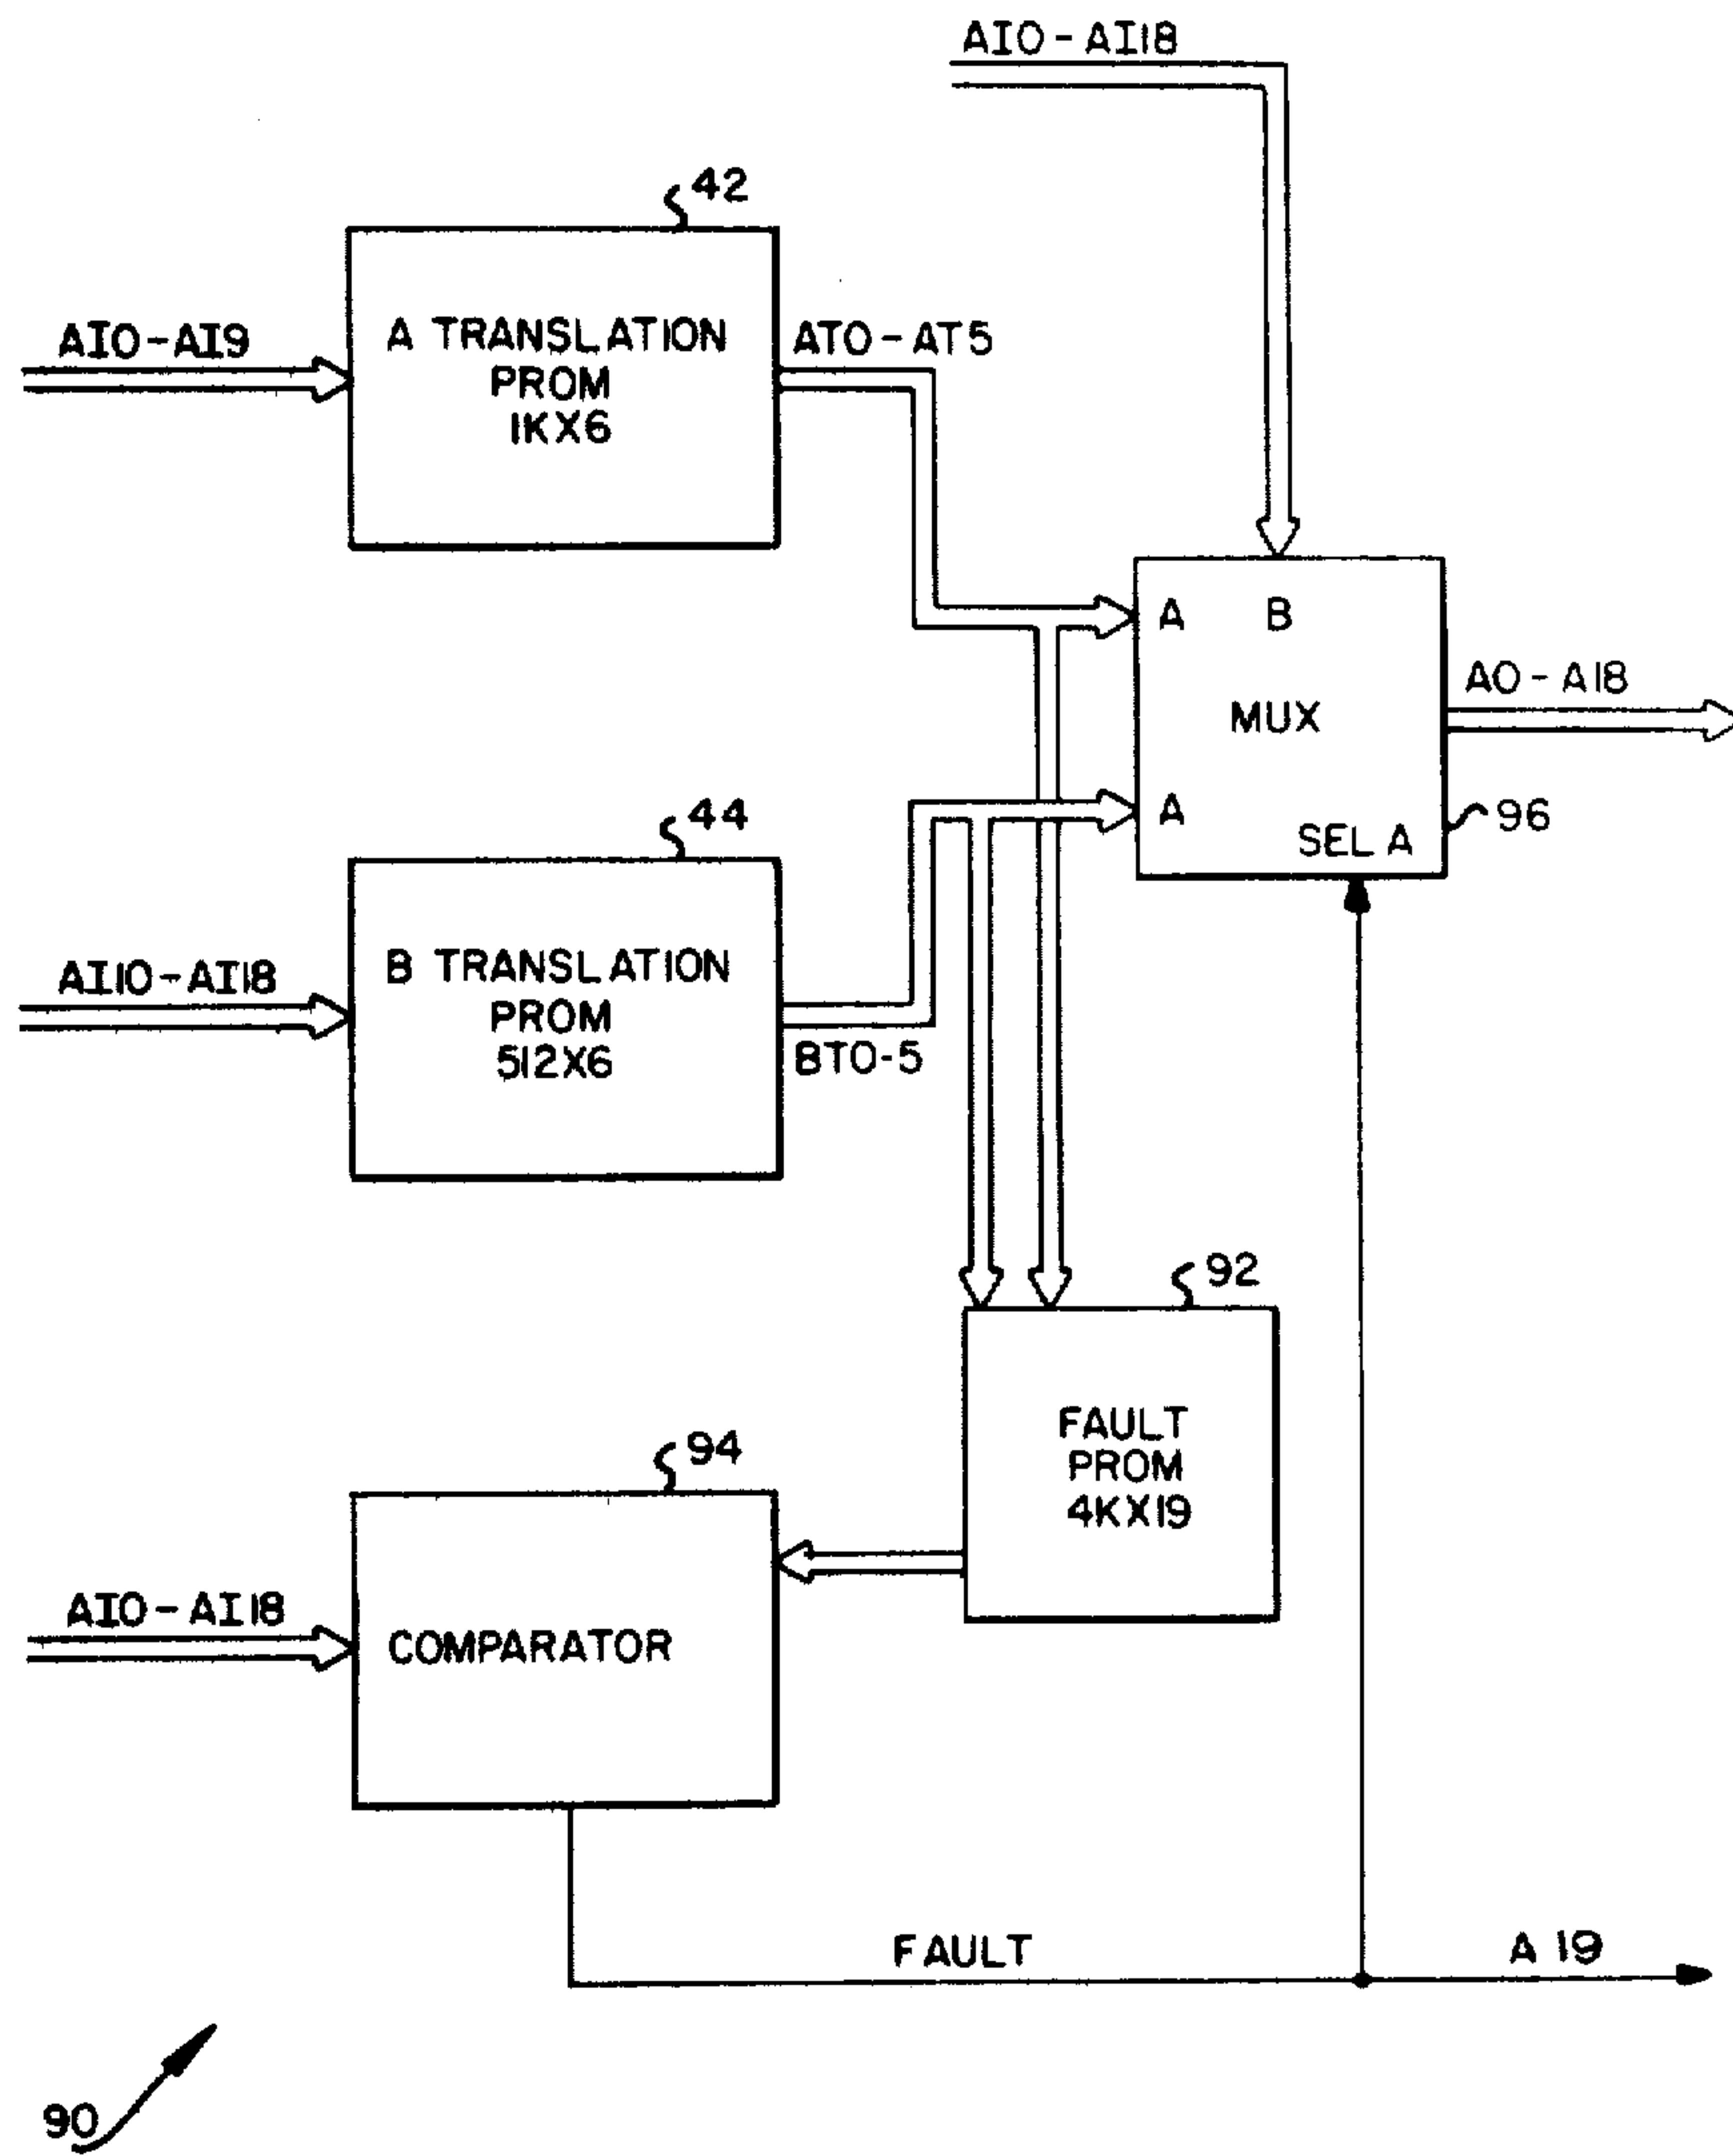 AI0-AI18
42
AI0-AI9
A TRANSLATION
PROM
1KX6
AT0-AT5
A
B
MUX
A
SEL A
A0-A18
96
44
AI10-AI18
B TRANSLATION
PROM
512X6
BT0-5
92
FAULT
PROM
4KX19
94
AI0-AI18
COMPARATOR
FAULT
A 19
90